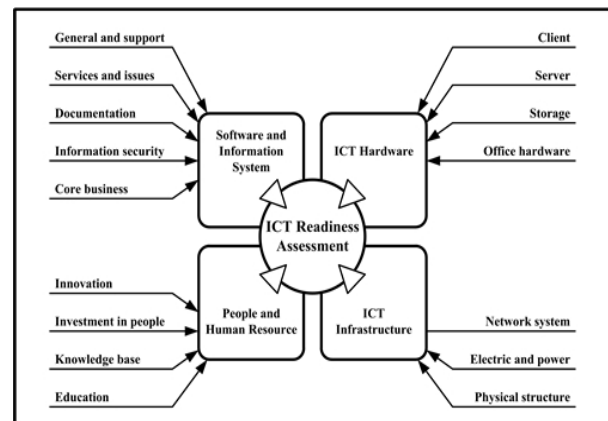 General and support
Services and issues
Documentation
Information security
Core business
Software and
Information
System
Client
Server
Storage
Office hardware
ICT Hardware
ICT Readiness
Assessment
Innovation
Investment in people
Knowledge base
Education
People and
Human Resource
ICT
Infrastructure
Network system
Electric and power
Physical structure